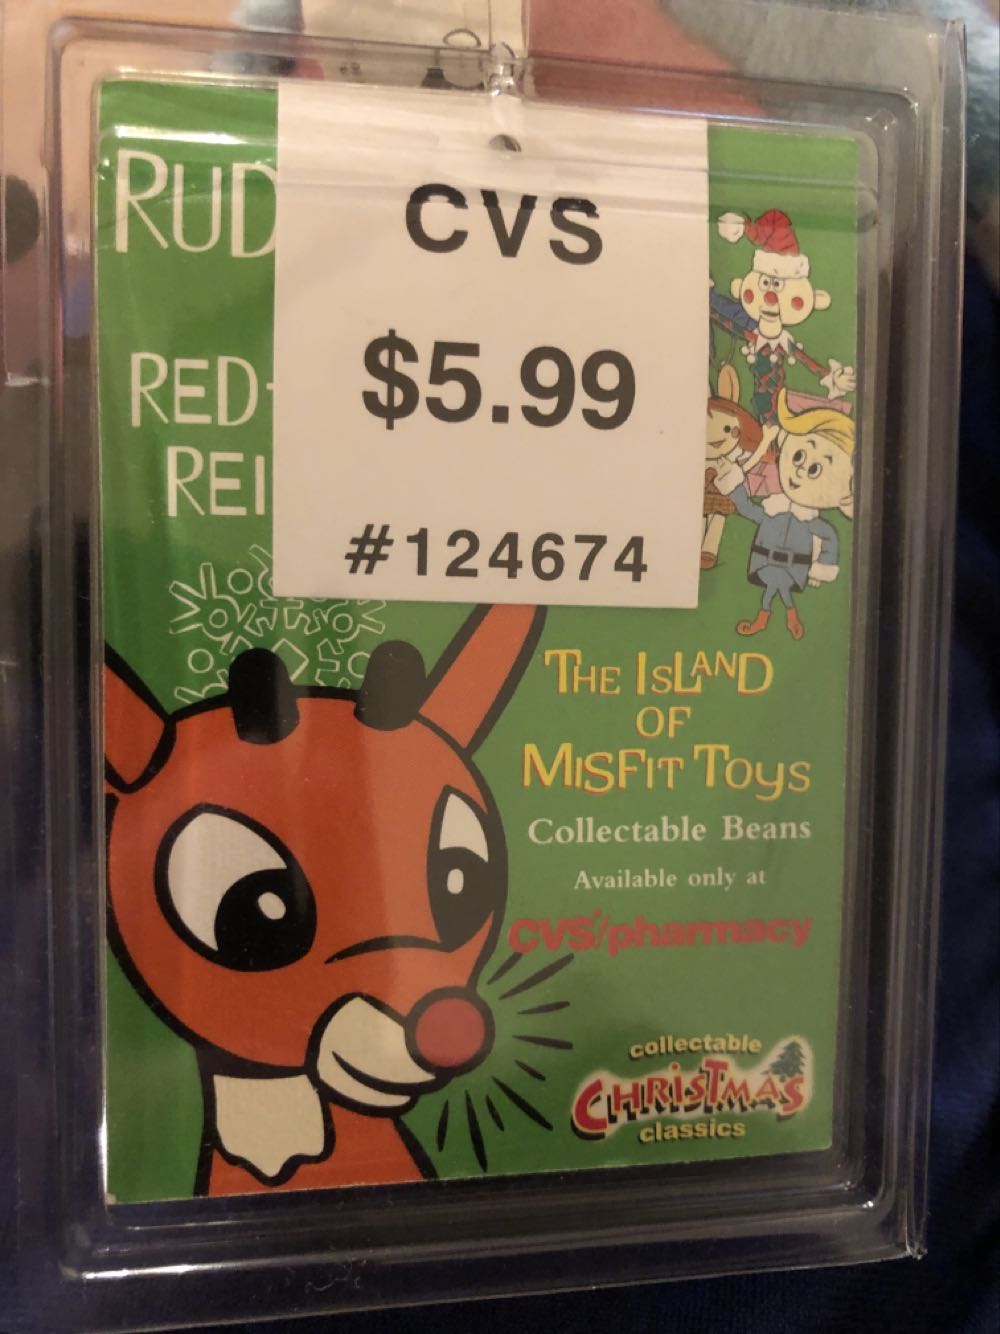 RUD
RED-
REI
CVS
$5.99
#124674
THE ISLAND
OF
MISFIT TOYS
Collectable Beans
Available only at
CVS/pharmacy
collectable
CHRISTMAS
classics